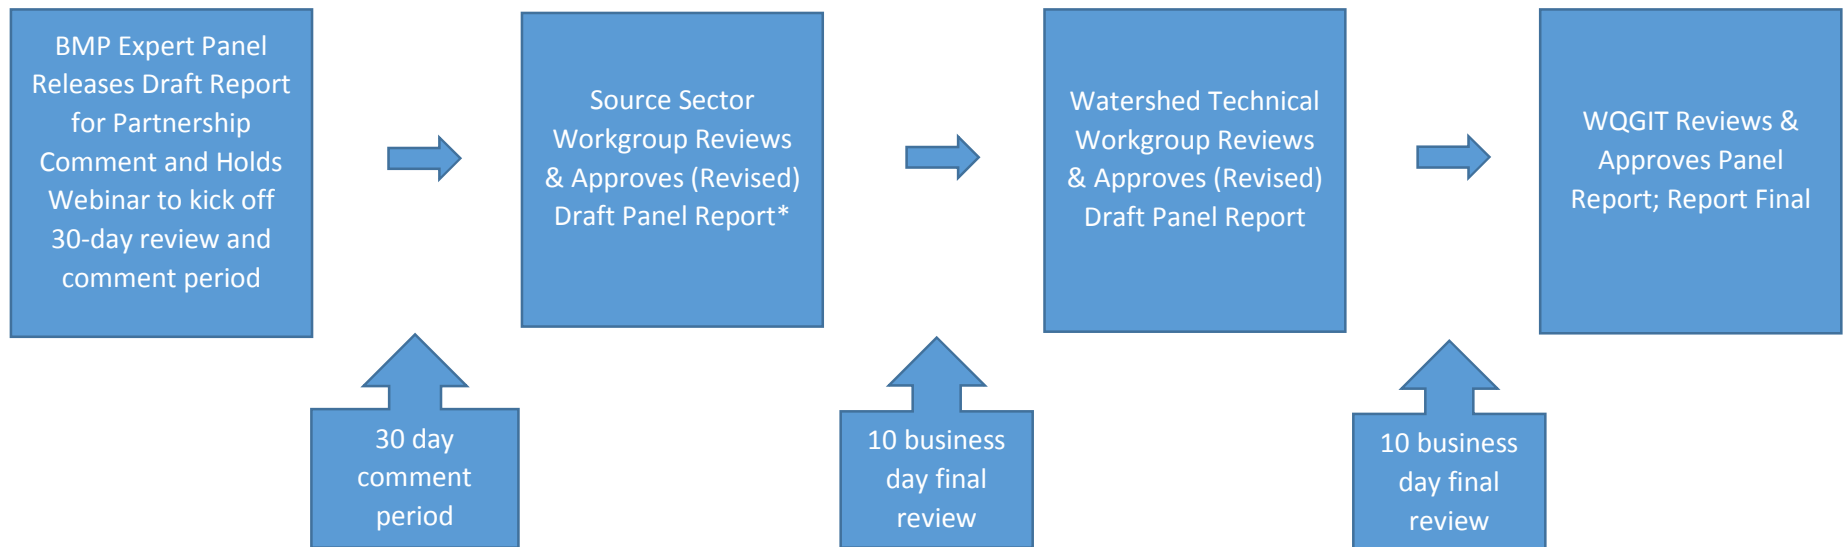 BMP Expert Panel
Releases Draft Report
for Partnership
Comment and Holds
Webinar to kick off
30-day review and
comment period
Source Sector
Workgroup Reviews
& Approves (Revised)
Draft Panel Report*
Watershed Technical
Workgroup Reviews
& Approves (Revised)
Draft Panel Report
WQGIT Reviews &
Approves Panel
Report; Report Final
30 day
comment
period
10 business
day final
review
10 business
day final
review